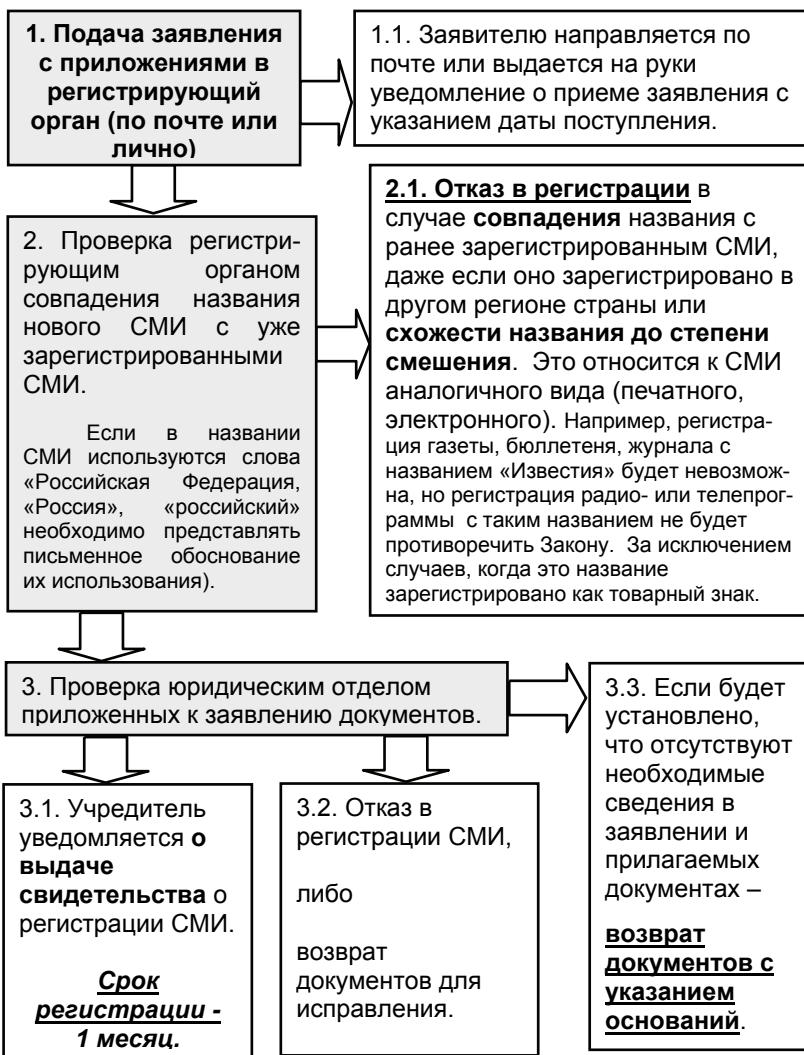 1. Подача заявления
с приложениями в
регистрирующий
орган (по почте или
лично)
1.1. Заявителю направляется по
почте или выдается на руки
уведомление о приеме заявления с
указанием даты поступления.
2. Проверка регистри-
рующим органом
совпадения названия
нового СМИ с уже
зарегистрированными
СМИ.
Если в названии
СМИ используются слова
«Российская Федерация,
«Россия», «российский»
необходимо представлять
письменное обоснование
их использования).
2.1. Отказ в регистрации в
случае совпадения названия с
ранее зарегистрированным СМИ,
даже если оно зарегистрировано в
другом регионе страны или
схожести названия до степени
смешения. Это относится к СМИ
аналогичного вида (печатного,
электронного). Например, регистра-
ция газеты, бюллетеня, журнала с
названием «Известия» будет невозмож-
на, но регистрация радио- или телепрог-
раммы с таким названием не будет
противоречить Закону. За исключением
случаев, когда это название
зарегистрировано как товарный знак.
3. Проверка юридическим отделом
приложенных к заявлению документов.
3.1. Учредитель
уведомляется о
выдаче
свидетельства о
регистрации СМИ.
Срок
регистрации -
1 месяц.
3.2. Отказ в
регистрации СМИ,
либо
возврат
документов для
исправления.
3.3. Если будет
установлено,
что отсутствуют
необходимые
сведения в
заявлении и
прилагаемых
документах –
возврат
документов с
указанием
оснований.